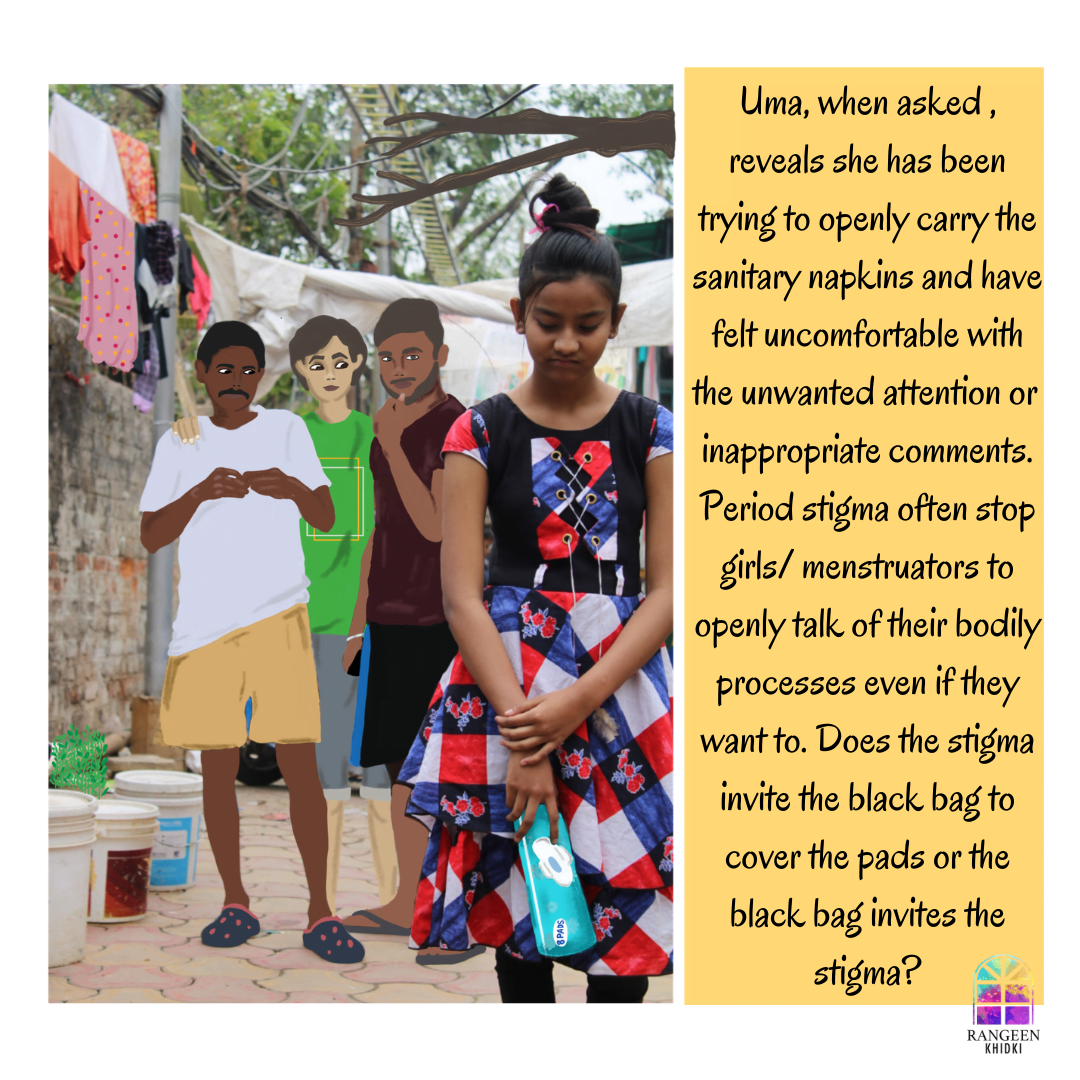 Uma, when asked ,
reveals she has been
trying to openly carry the
sanitary napkins and have
felt uncomfortable with
the unwanted attention or
inappropriate comments.
Period stigma often stop
girls/ menstruators to
openly talk of their bodily
processes even if they
want to. Does the stigma
invite the black bag to
cover the pads or the
black bag invites the
stigma?
8 PADS
RANGEEN
KHIDKI